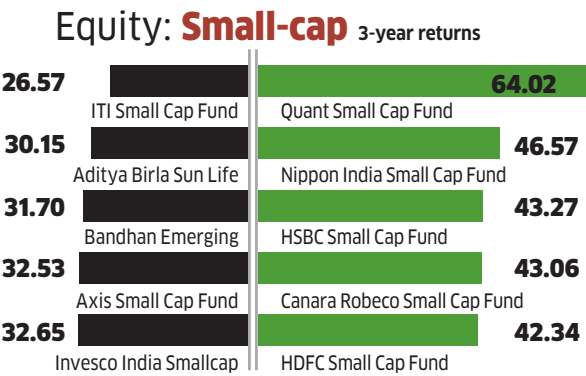 Equity: Small-cap 3-year returns
26.57 64.02
ITI Small Cap Fund Quant Small Cap Fund
30.15 46.57
Aditya Birla Sun Life Nippon India Small Cap Fund
31.70 43.27
Bandhan Emerging HSBC Small Cap Fund
32.53 43.06
Axis Small Cap Fund Canara Robeco Small Cap Fund
32.65 42.34
Invesco India Smallcap HDFC Small Cap Fund